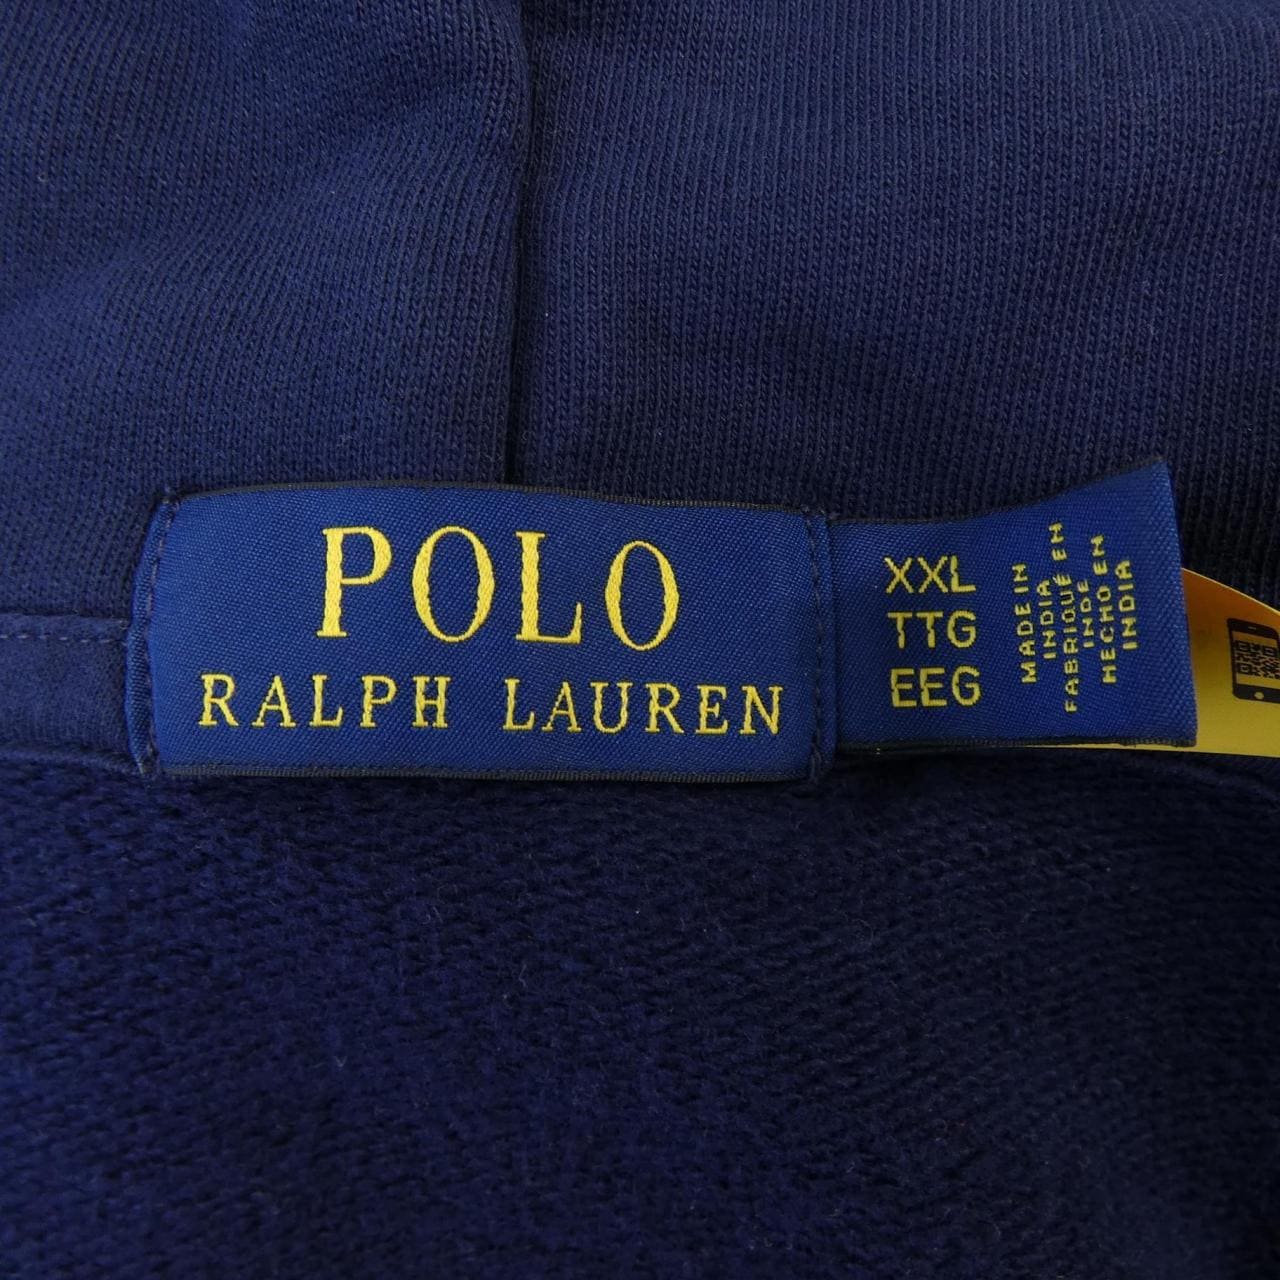 POLO
RALPH LAUREN
XXL
TTG
EEG
MADE IN
INDIA
FABRIQUÉ EN
INDE
HECHO EN
INDIA